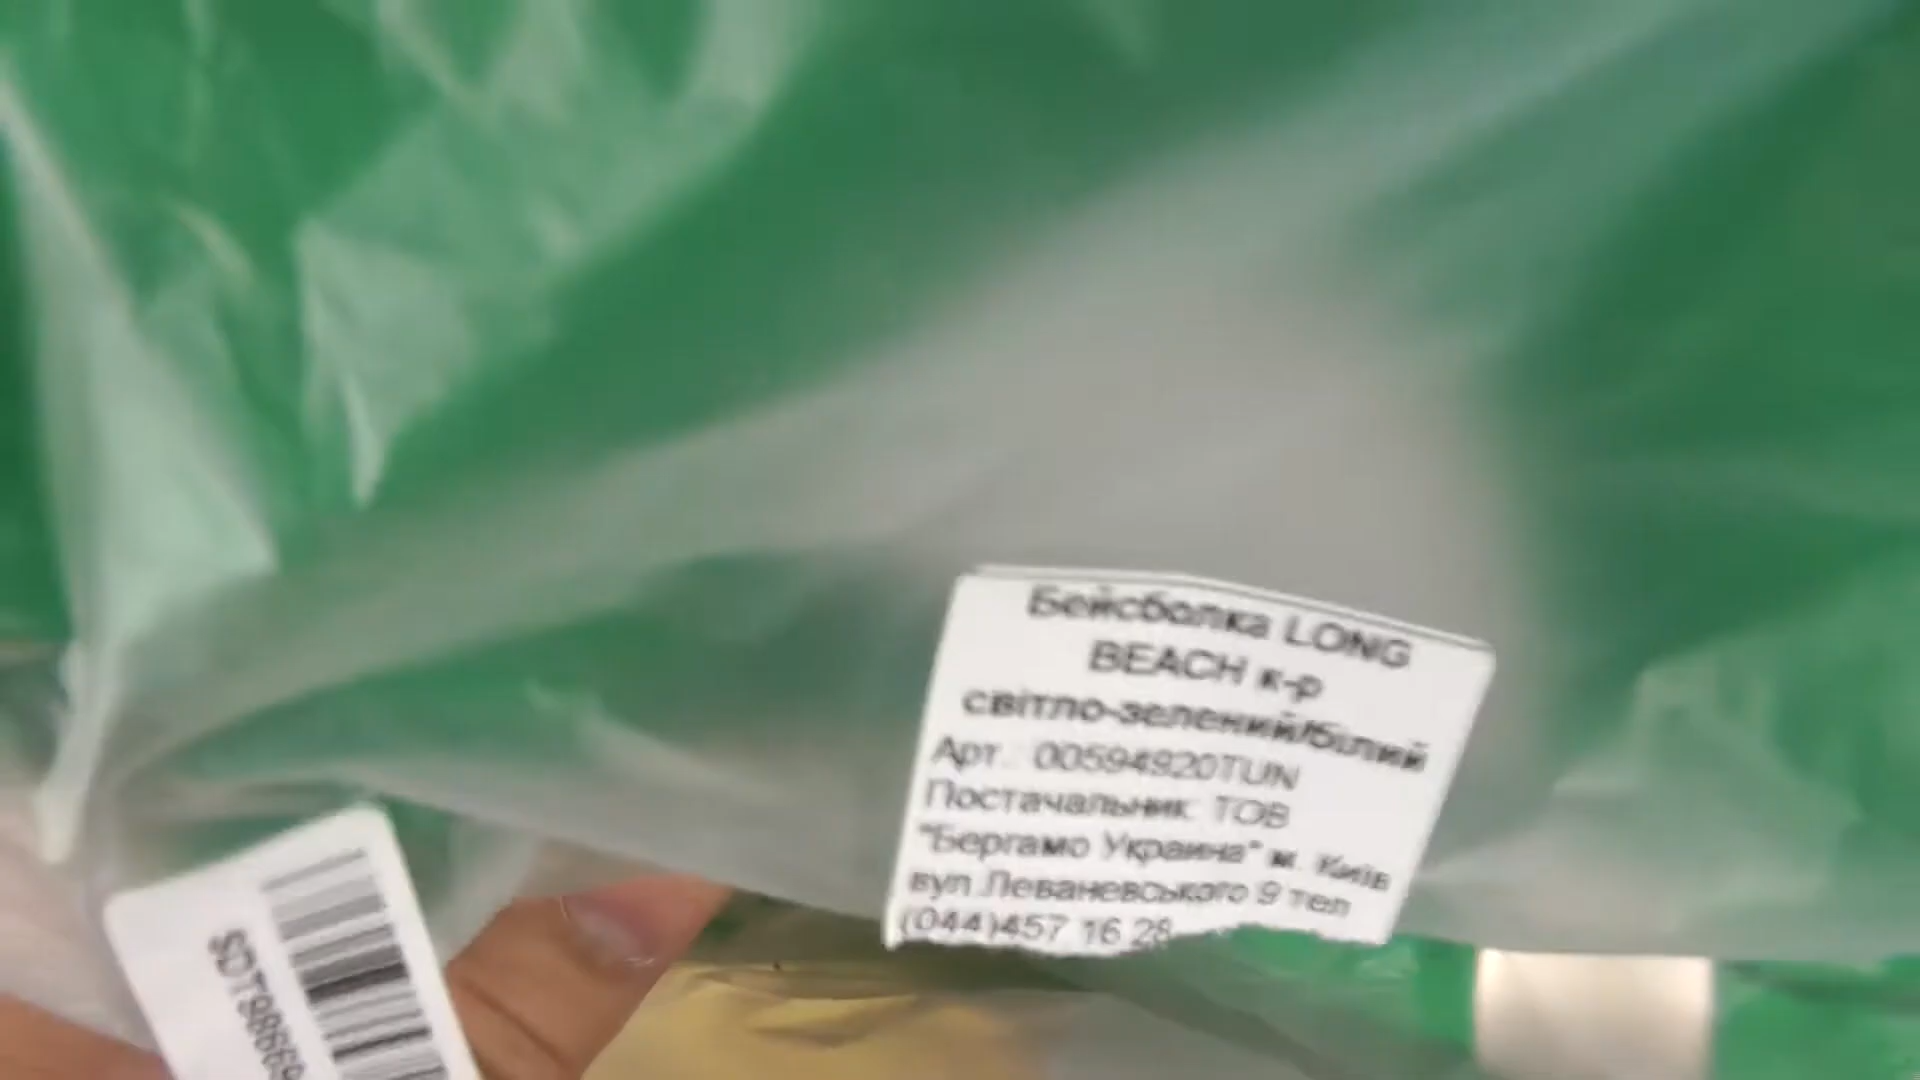 Бейсболка LONG
BEACH к-р
світло-зелений/білий
Арт.: 00594920TUN
Постачальник: ТОВ
"Бергамо Украина" м. Київ
вул.Леваневського 9 тел
(044)457 16 28